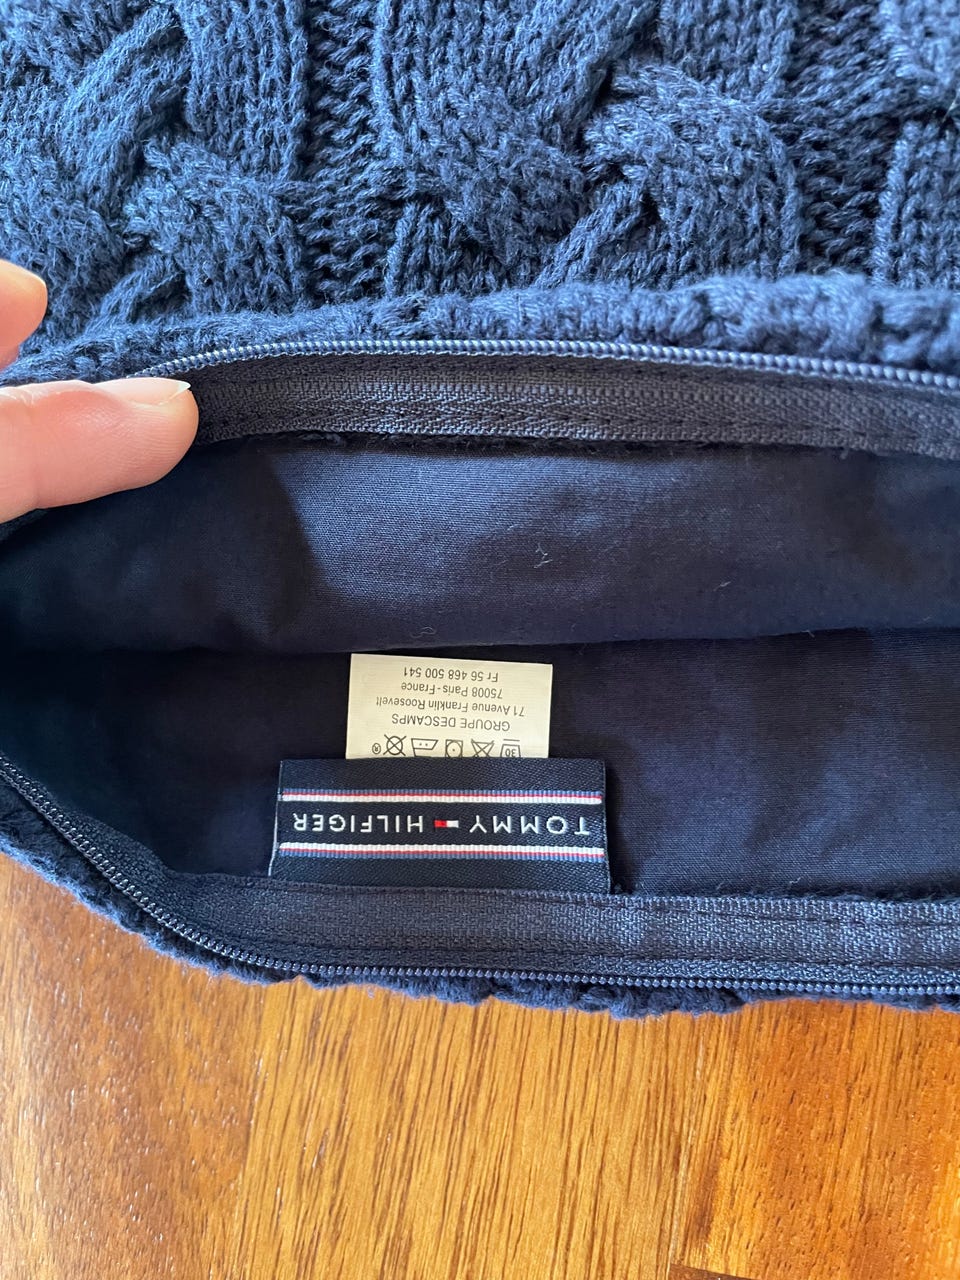 TOMMY HILFIGER
30
GROUPE DESCAMPS
71 Avenue Franklin Roosevelt
75008 Paris-France
Fr 56 468 500 541